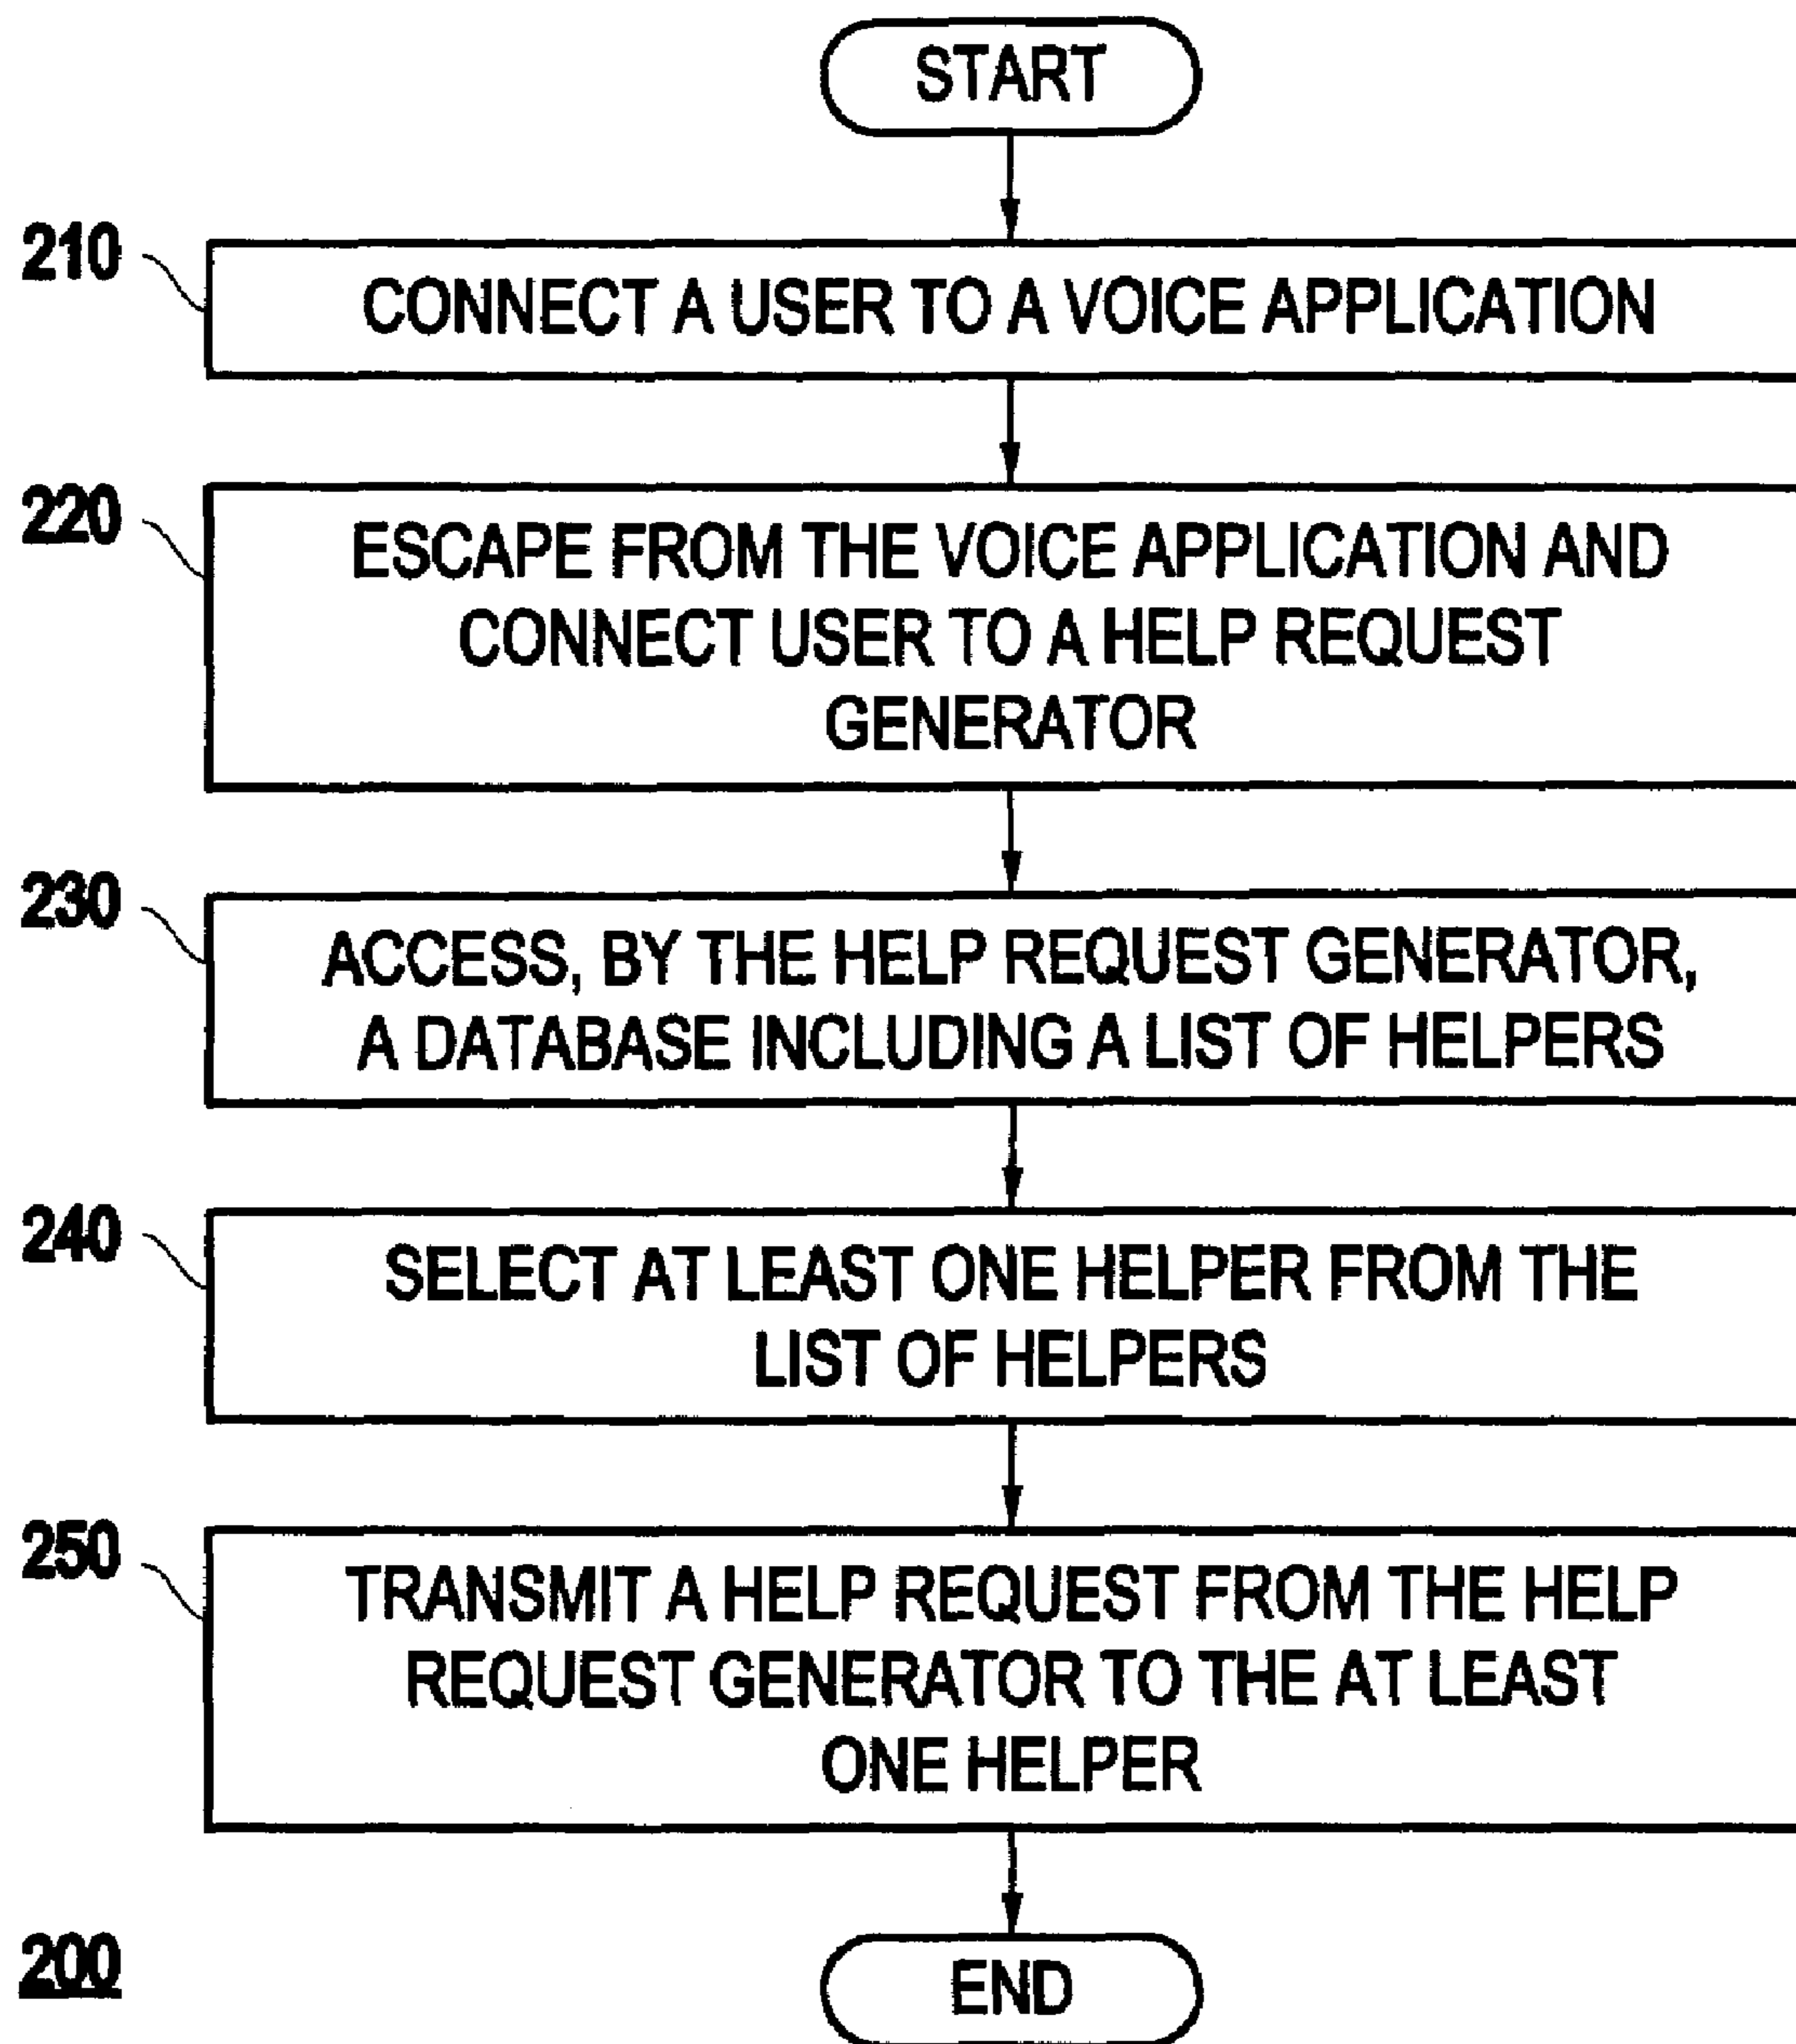 START
210
CONNECT A USER TO A VOICE APPLICATION
220
ESCAPE FROM THE VOICE APPLICATION AND
CONNECT USER TO A HELP REQUEST
GENERATOR
230
ACCESS, BY THE HELP REQUEST GENERATOR,
A DATABASE INCLUDING A LIST OF HELPERS
240
SELECT AT LEAST ONE HELPER FROM THE
LIST OF HELPERS
250
TRANSMIT A HELP REQUEST FROM THE HELP
REQUEST GENERATOR TO THE AT LEAST
ONE HELPER
200
END